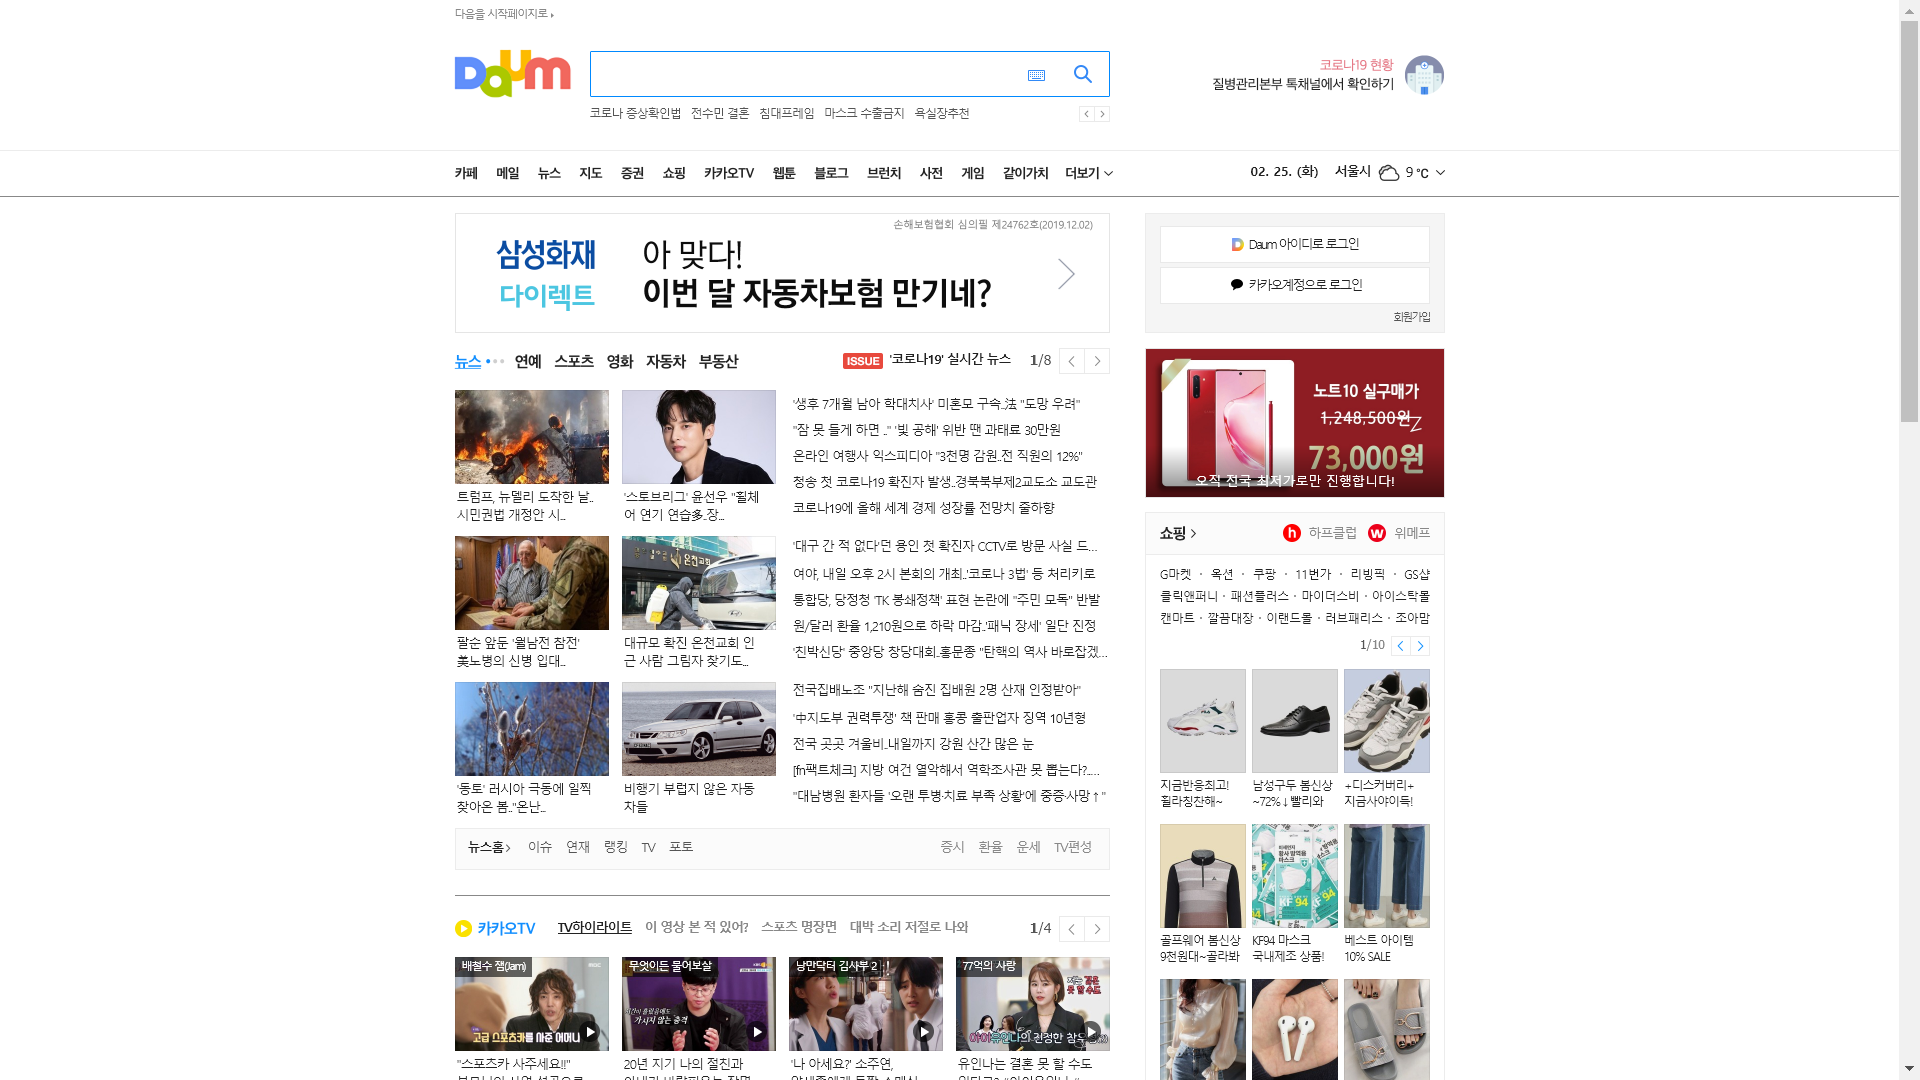 다음을 시작페이지로
Daum
코로나19 현황
질병관리본부 톡채널에서 확인하기
코로나 증상확인법 전수민 결혼 침대프레임 마스크 수출금지 욕실장추천
카페 메일 뉴스 지도 증권 쇼핑 카카오TV 웹툰 블로그 브런치 사전 게임 같이가치 더보기
02. 25. (화) 서울시 9 ℃
손해보험협회 심의필 제24762호(2019.12.02)
삼성화재
다이렉트
아 맞다!
이번 달 자동차보험 만기네?
Daum 아이디로 로그인
카카오계정으로 로그인
회원가입
뉴스 연예 스포츠 영화 자동차 부동산
ISSUE '코로나19' 실시간 뉴스 1/8
트럼프, 뉴델리 도착한 날..
시민권법 개정안 시...
'스토브리그' 윤선우 "휠체
어 연기 연습多..장...
팔순 앞둔 '월남전 참전'
美노병의 신병 입대...
대규모 확진 온천교회 인
근 사람 그림자 찾기도...
'동토' 러시아 극동에 일찍
찾아온 봄.."온난...
비행기 부럽지 않은 자동
차들
'생후 7개월 남아 학대치사' 미혼모 구속..法 "도망 우려"
"잠 못 들게 하면 .." '빛 공해' 위반 땐 과태료 30만원
온라인 여행사 익스피디아 "3천명 감원..전 직원의 12%"
청송 첫 코로나19 확진자 발생..경북북부제2교도소 교도관
코로나19에 올해 세계 경제 성장률 전망치 줄하향
'대구 간 적 없다'던 용인 첫 확진자 CCTV로 방문 사실 드...
여야, 내일 오후 2시 본회의 개최..'코로나 3법' 등 처리키로
통합당, 당정청 'TK 봉쇄정책' 표현 논란에 "주민 모독" 반발
원/달러 환율 1,210원으로 하락 마감..'패닉 장세' 일단 진정
'친박신당' 중앙당 창당대회..홍문종 "탄핵의 역사 바로잡겠...
전국집배노조 "지난해 숨진 집배원 2명 산재 인정받아"
'中지도부 권력투쟁' 책 판매 홍콩 출판업자 징역 10년형
전국 곳곳 겨울비..내일까지 강원 산간 많은 눈
[fn팩트체크] 지방 여건 열악해서 역학조사관 못 뽑는다?.....
"대남병원 환자들 '오랜 투병·치료 부족 상황'에 중증·사망↑"
뉴스홈 이슈 연재 랭킹 TV 포토
증시 환율 운세 TV편성
노트10 실구매가
1,248,500원
73,000원
오직 전국 최저가로만 진행합니다!
쇼핑 h 하프클럽 w 위메프
G마켓 · 옥션 · 쿠팡 · 11번가 · 리빙픽 · GS샵
클릭앤퍼니 · 패션플러스 · 마이더스비 · 아이스탁몰
캔마트 · 깔끔대장 · 이랜드몰 · 러브패리스 · 조아맘
1/10
지금반응최고!
휠라칭찬해~
남성구두 봄신상
~72%↓빨리와
+디스커버리+
지금사야이득!
마스크
KF 94
골프웨어 봄신상
9천원대~골라봐
KF94 마스크
국내제조 상품!
베스트 아이템
10% SALE
카카오TV TV하이라이트 이 영상 본 적 있어? 스포츠 명장면 대박 소리 저절로 나와 1/4
배철수 잼(Jam)
고급 스포츠카를 사준 어머니
"스포츠카 사주세요!!"
무엇이든 물어보살
가시지 않는 충격
20년 지기 나의 절친과
낭만닥터 김사부 2
'나 아세요?' 소주연,
77억의 사랑
유인나는 결혼 못 할 수도